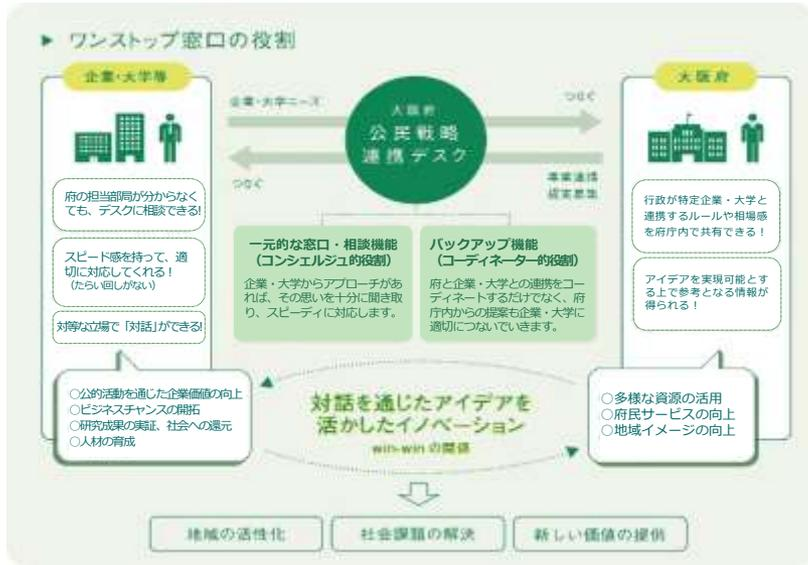 ▶ ワンストップ窓口の役割
企業・大学等
府の担当部局が分からなく
ても、デスクに相談できる!
スピード感を持って、適
切に対応してくれる！
（たらい回しがない）
対等な立場で「対話」ができる!
○公的活動を通じた企業価値の向上
○ビジネスチャンスの開拓
○研究成果の実証、社会への還元
○人材の育成
企業・大学ニーズ
つなぐ
大阪府
公民戦略
連携デスク
つなぐ
事業連携
提案募集
一元的な窓口・相談機能
（コンシェルジュ的役割）
企業・大学からアプローチがあ
れば、その思いを十分に聞き取
り、スピーディに対応します。
バックアップ機能
（コーディネーター的役割）
府と企業・大学との連携をコー
ディネートするだけでなく、府
庁内からの提案も企業・大学に
適切につないでいきます。
大阪府
行政が特定企業・大学と
連携するルールや相場感
を府庁内で共有できる！
アイデアを実現可能とす
る上で参考となる情報が
得られる！
○多様な資源の活用
○府民サービスの向上
○地域イメージの向上
対話を通じたアイデアを
活かしたイノベーション
win-win の関係
地域の活性化
社会課題の解決
新しい価値の提供